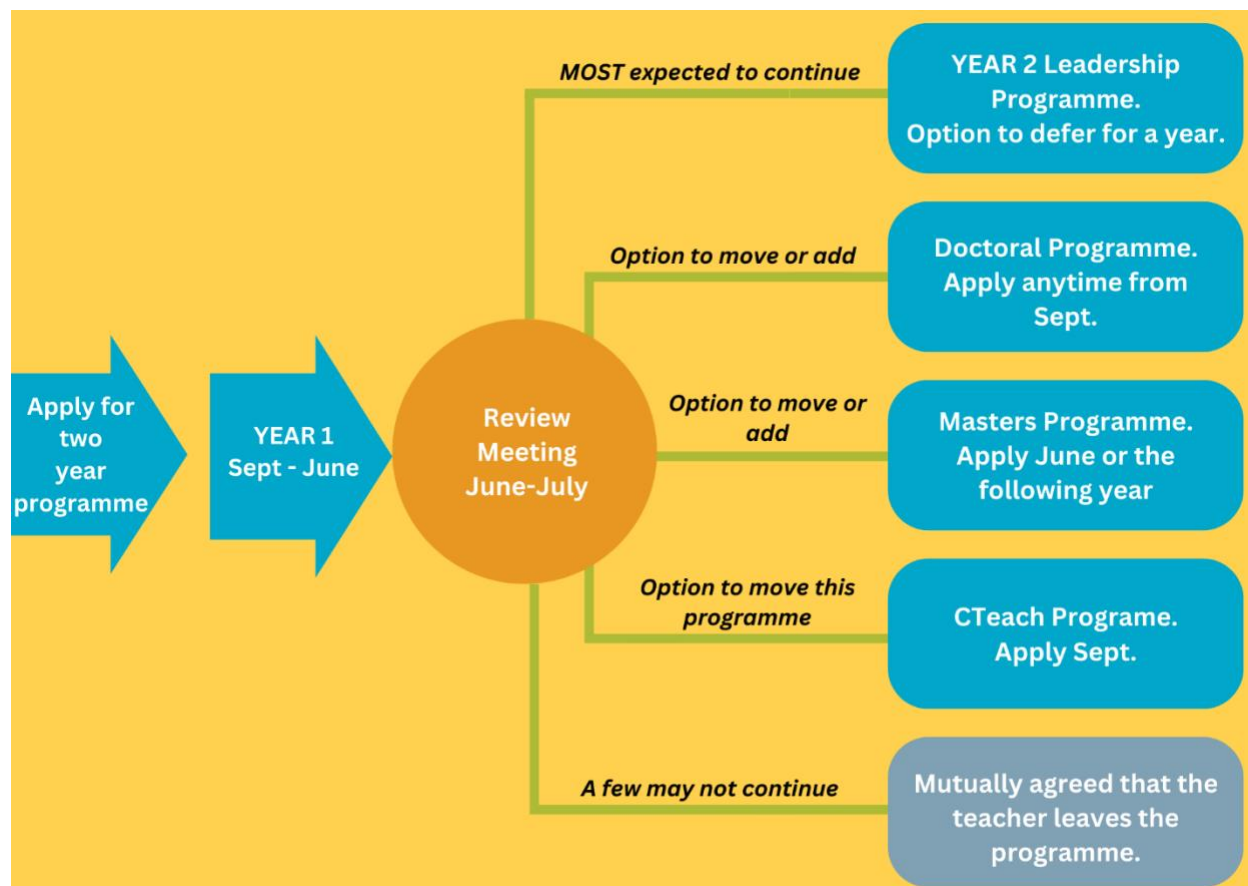 Apply for
two
year
programme
YEAR 1
Sept - June
Review
Meeting
June-July
MOST expected to continue
YEAR 2 Leadership
Programme.
Option to defer for a year.
Option to move or add
Doctoral Programme.
Apply anytime from
Sept.
Option to move or
add
Masters Programme.
Apply June or the
following year
Option to move this
programme
CTeach Programe.
Apply Sept.
A few may not continue
Mutually agreed that the
teacher leaves the
programme.